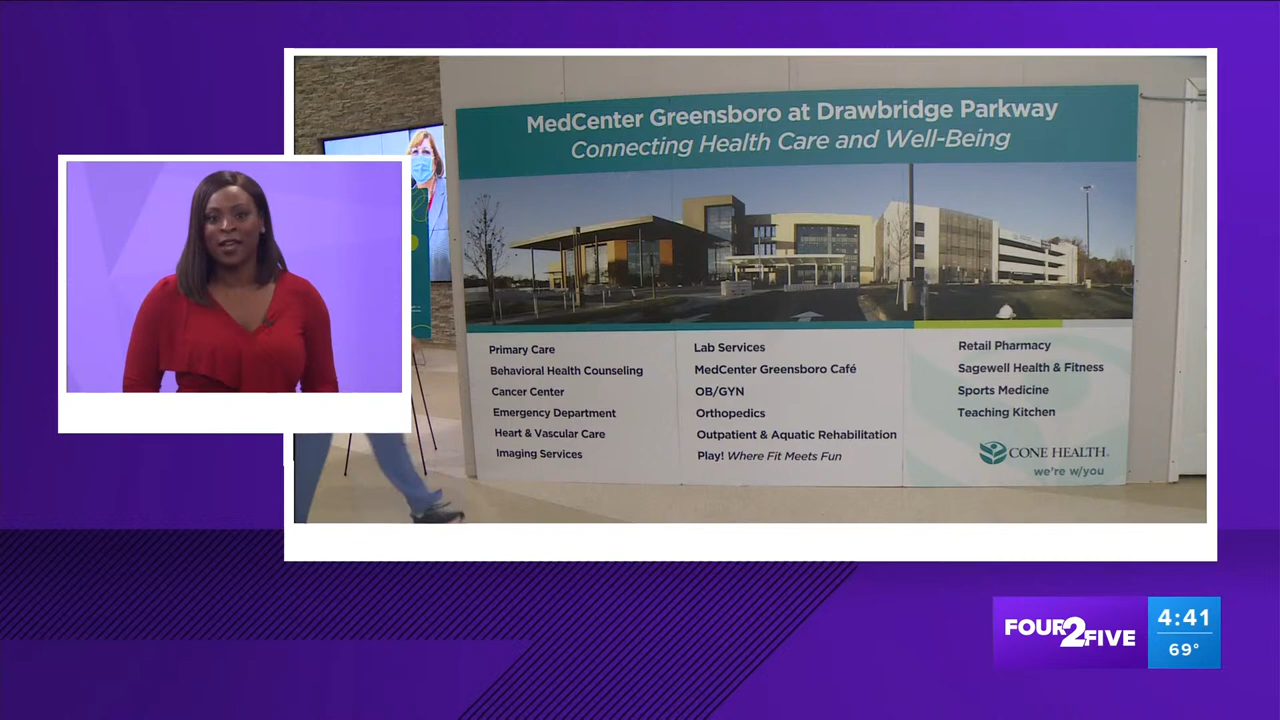 MedCenter Greensboro at Drawbridge Parkway
Connecting Health Care and Well-Being
Primary Care
Behavioral Health Counseling
Cancer Center
Emergency Department
Heart & Vascular Care
Imaging Services
Lab Services
MedCenter Greensboro Café
OB/GYN
Orthopedics
Outpatient & Aquatic Rehabilitation
Play! Where Fit Meets Fun
Retail Pharmacy
Sagewell Health & Fitness
Sports Medicine
Teaching Kitchen
CONE HEALTH®
we're w/you
FOUR2FIVE
4:41
69°